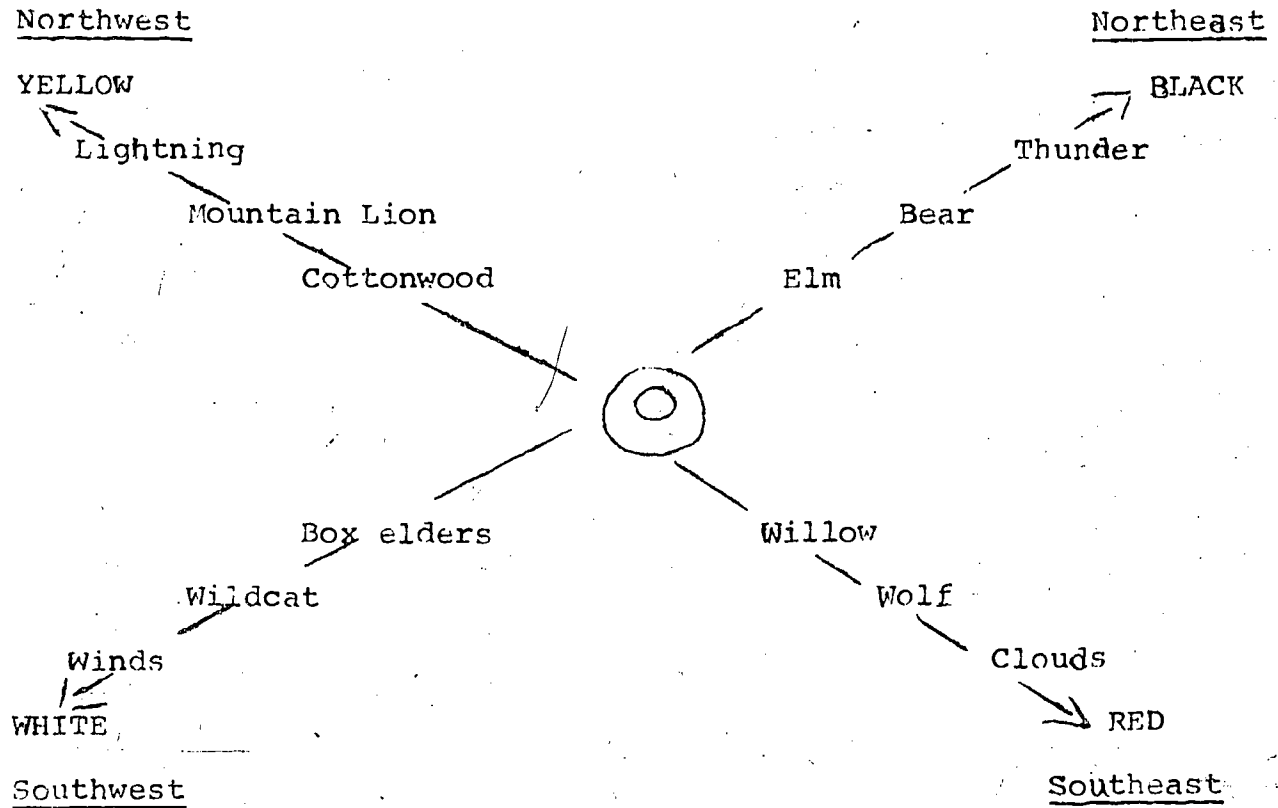 Northwest Northeast
YELLOW BLACK
Lightning Thunder
Mountain Lion Bear
Cottonwood Elm
Box elders Willow
Wildcat Wolf
Winds Clouds
WHITE RED
Southwest Southeast